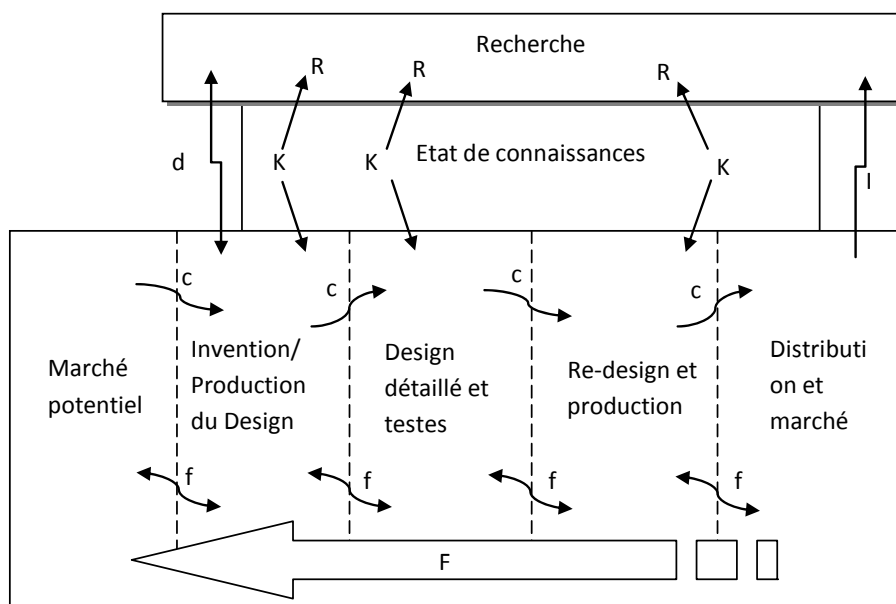 Recherche
R
R
R
d
K
K
Etat de connaissances
K
I
c
c
c
c
Marché
potentiel
Invention/
Production
du Design
Design
détaillé et
testes
Re-design et
production
Distributi
on et
marché
f
f
f
f
F